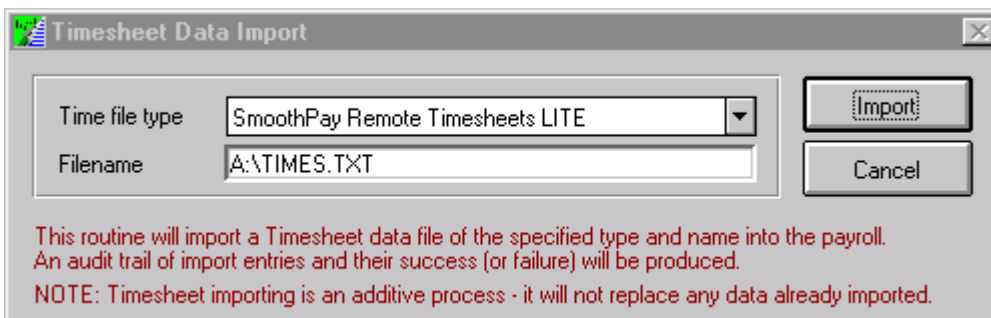 Timesheet Data Import
Time file type
SmoothPay Remote Timesheets LITE
Import
Filename
A:\TIMES.TXT
Cancel
This routine will import a Timesheet data file of the specified type and name into the payroll.
An audit trail of import entries and their success (or failure) will be produced.
NOTE: Timesheet importing is an additive process - it will not replace any data already imported.